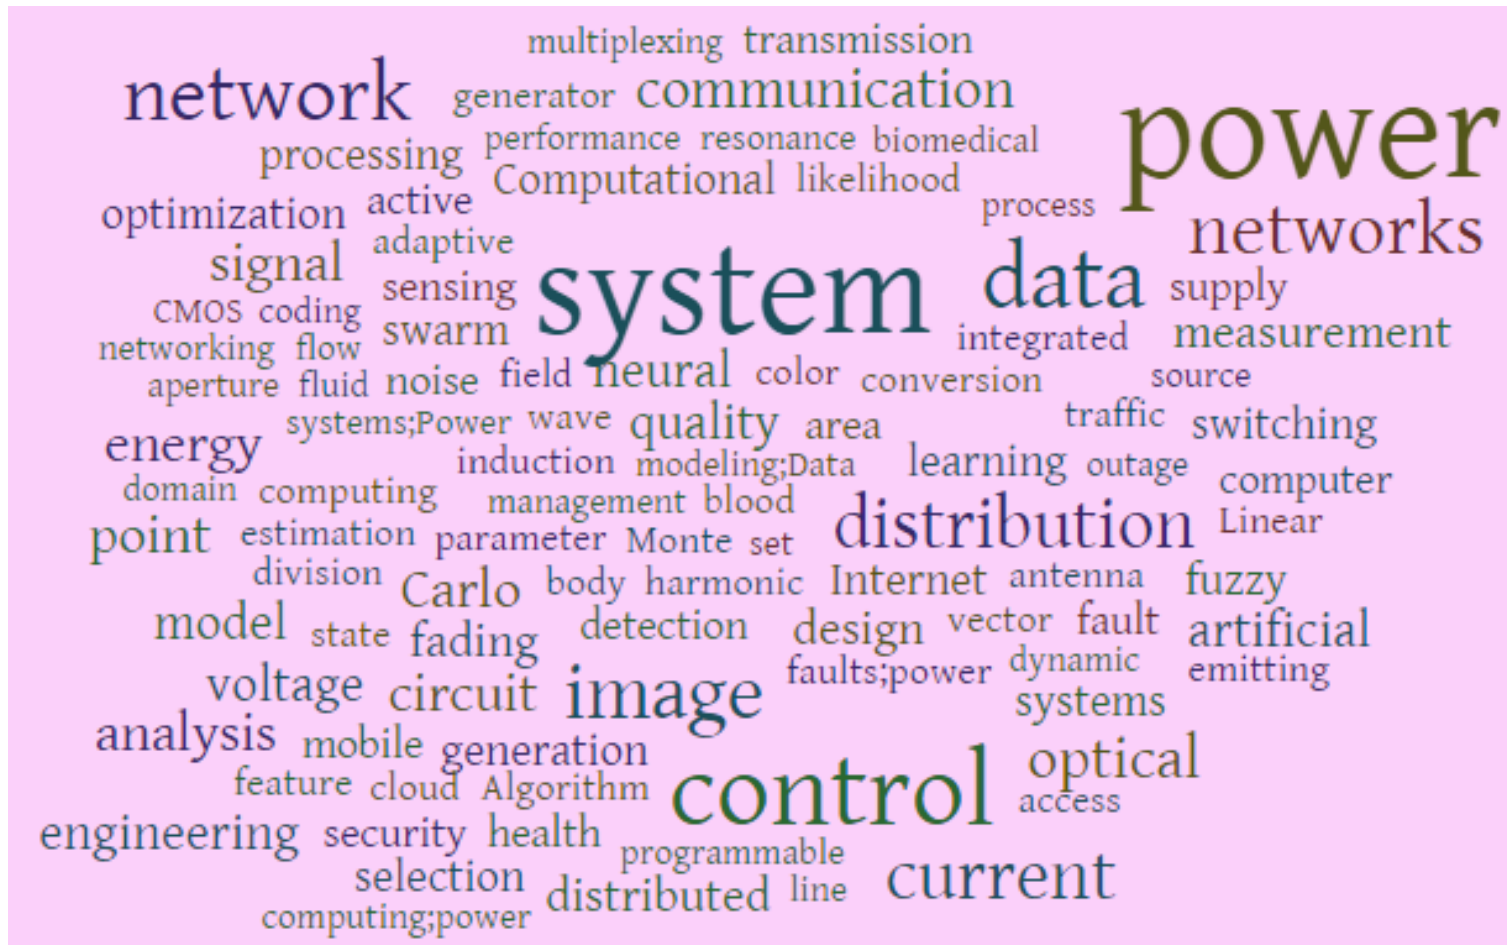 multiplexing transmission
network generator communication
power
processing performance resonance biomedical
Computational likelihood
optimization active process
networks
signal adaptive
system data
sensing supply
CMOS coding swarm integrated measurement
networking flow
aperture fluid noise field neural color conversion source
systems;Power wave quality area traffic switching
energy
induction modeling;Data learning outage
domain computing management blood computer
point estimation parameter Monte set distribution Linear
division Carlo body harmonic Internet antenna fuzzy
model state fading detection design vector fault artificial
faults;power dynamic emitting
voltage circuit image systems
analysis mobile generation optical
feature cloud Algorithm control access
engineering security health
programmable
selection distributed line current
computing;power